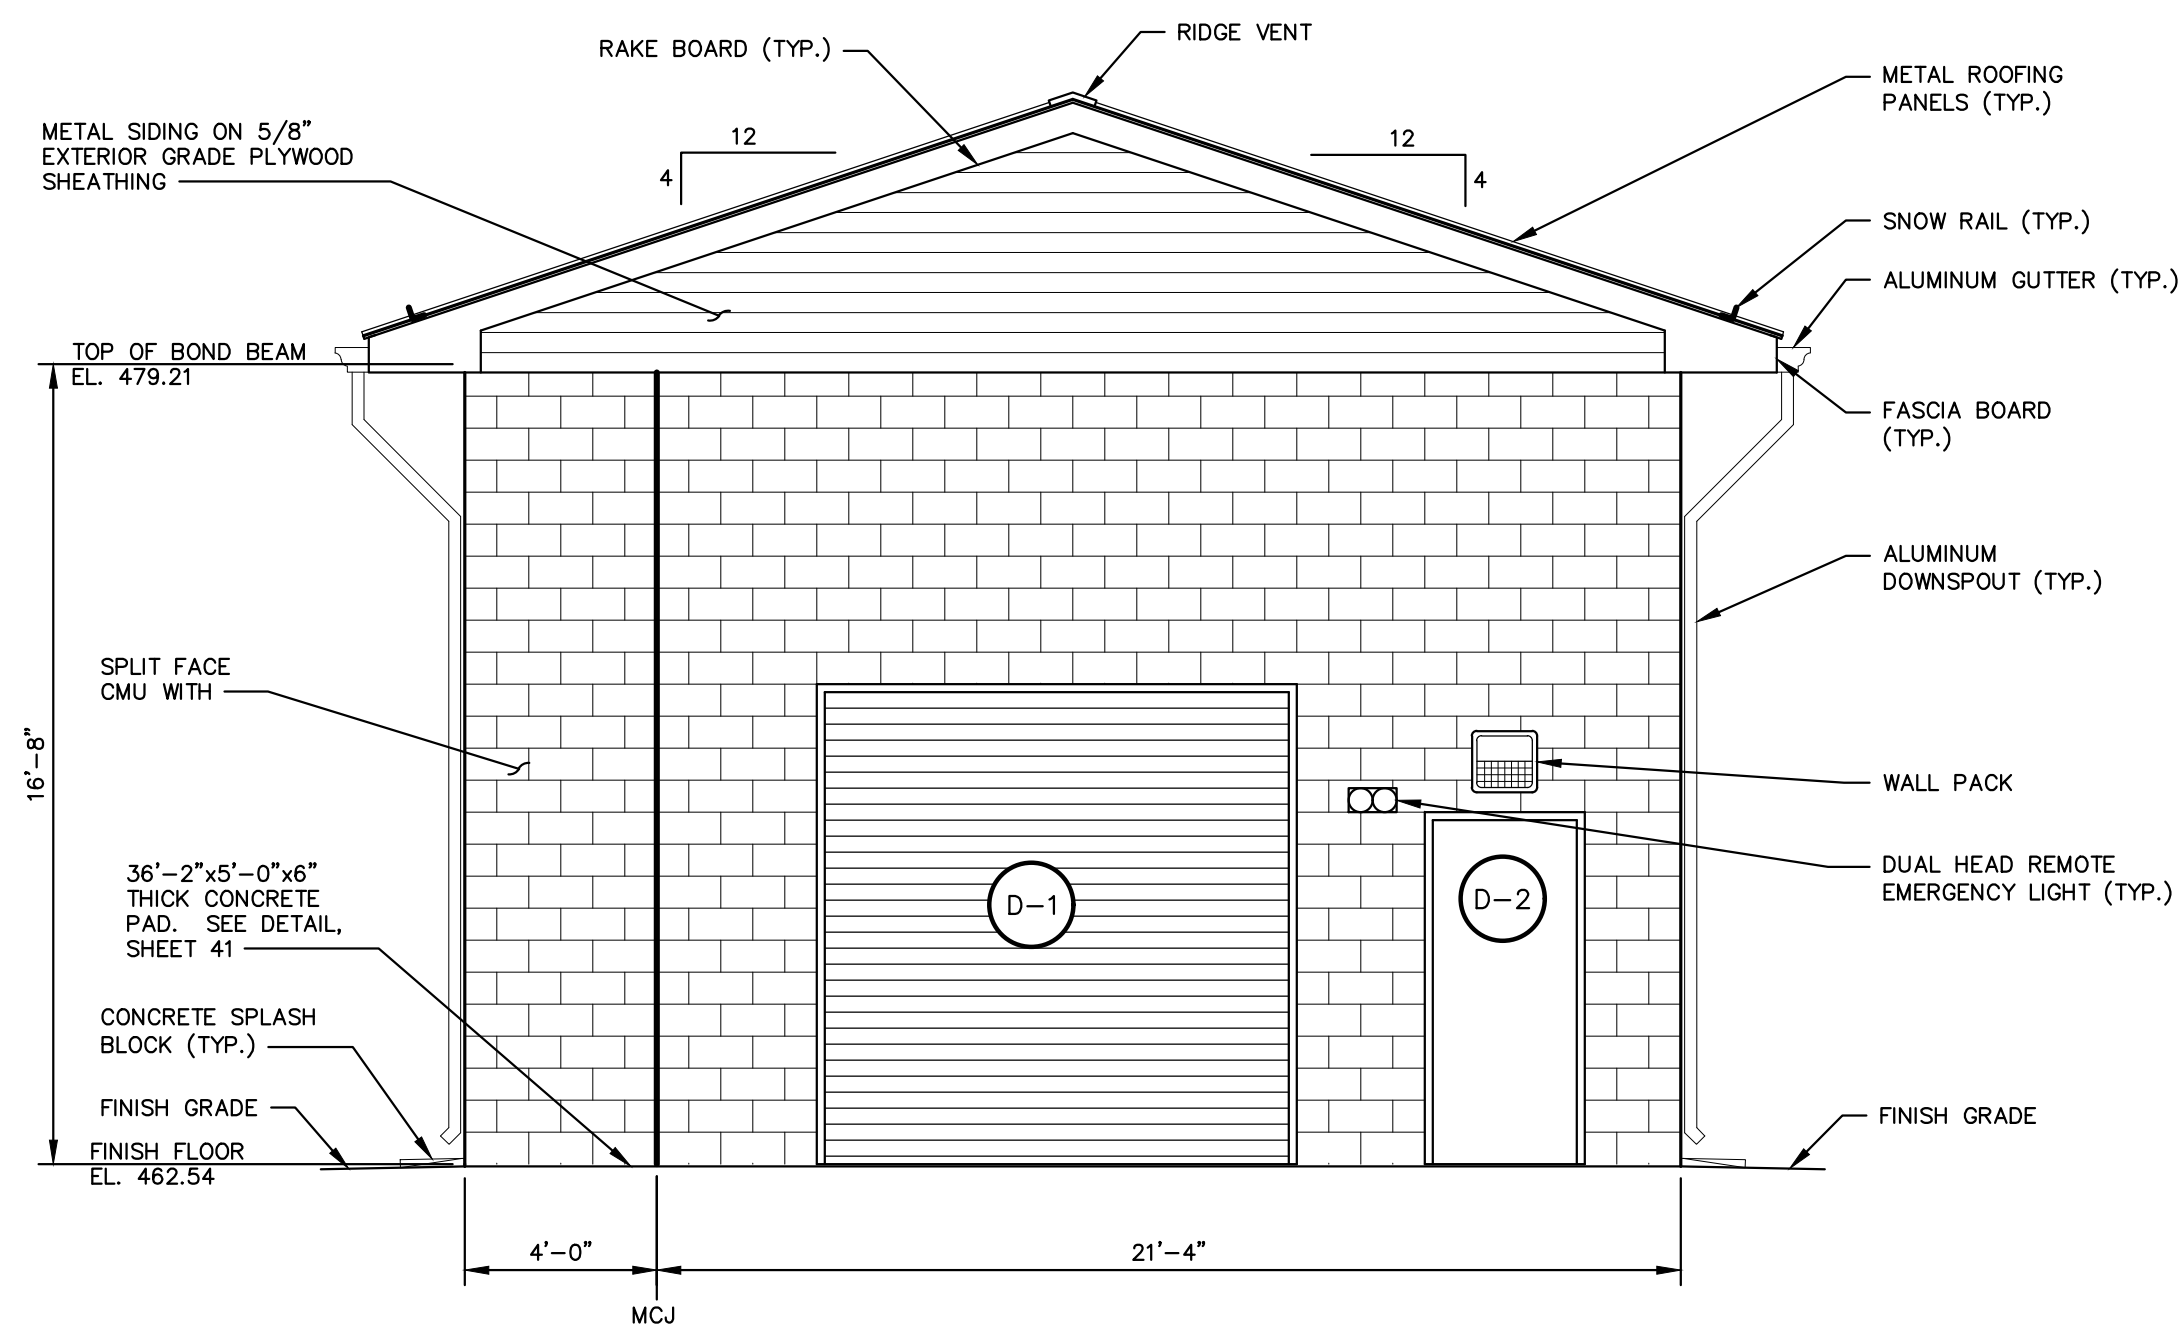 RAKE BOARD (TYP.)
RIDGE VENT
METAL ROOFING
PANELS (TYP.)
METAL SIDING ON 5/8”
EXTERIOR GRADE PLYWOOD
SHEATHING
12
4
12
4
SNOW RAIL (TYP.)
ALUMINUM GUTTER (TYP.)
TOP OF BOND BEAM
EL. 479.21
FASCIA BOARD
(TYP.)
ALUMINUM
DOWNSPOUT (TYP.)
SPLIT FACE
CMU WITH
16'-8”
WALL PACK
36'-2”x5'-0”x6”
THICK CONCRETE
PAD. SEE DETAIL,
SHEET 41
D-1
D-2
DUAL HEAD REMOTE
EMERGENCY LIGHT (TYP.)
CONCRETE SPLASH
BLOCK (TYP.)
FINISH GRADE
FINISH GRADE
FINISH FLOOR
EL. 462.54
4'-0”
21'-4”
MCJ